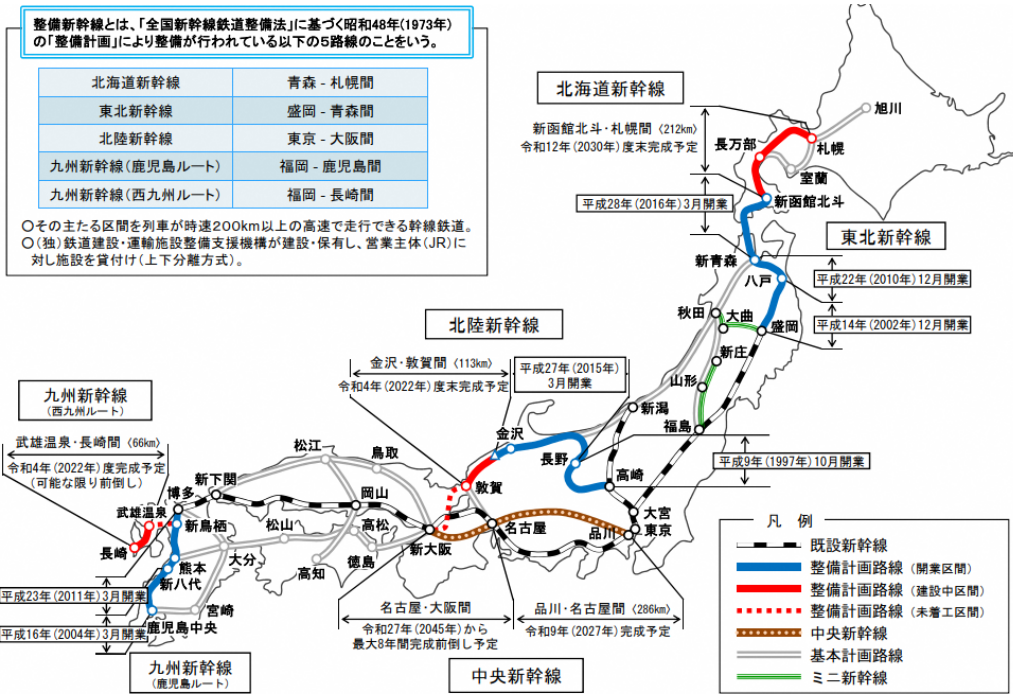 整備新幹線とは、「全国新幹線鉄道整備法」に基づく昭和48年(1973年)
の「整備計画」により整備が行われている以下の5路線のことをいう。
北海道新幹線 青森 - 札幌間
東北新幹線 盛岡 - 青森間
北陸新幹線 東京 - 大阪間
九州新幹線(鹿児島ルート) 福岡 - 鹿児島間
九州新幹線(西九州ルート) 福岡 - 長崎間
○その主たる区間を列車が時速200km以上の高速で走行できる幹線鉄道。
○(独)鉄道建設・運輸施設整備支援機構が建設・保有し、営業主体(JR)に
対し施設を貸付け(上下分離方式)。
北海道新幹線
新函館北斗・札幌間〈212km〉
令和12年(2030年)度末完成予定
旭川
長万部
札幌
室蘭
平成28年(2016年)3月開業
新函館北斗
東北新幹線
新青森
八戸
平成22年(2010年)12月開業
秋田
大曲
盛岡
平成14年(2002年)12月開業
新庄
山形
新潟
福島
北陸新幹線
金沢・敦賀間〈113km〉
令和4年(2022年)度末完成予定
平成27年(2015年)
3月開業
金沢
長野
高崎
平成9年(1997年)10月開業
敦賀
大宮
東京
品川
名古屋
九州新幹線
(西九州ルート)
武雄温泉・長崎間〈66km〉
令和4年(2022年)度完成予定
(可能な限り前倒し)
松江
鳥取
新下関
博多
岡山
武雄温泉
新鳥栖
松山
高松
新大阪
長崎
大分
徳島
高知
熊本
新八代
平成23年(2011年)3月開業
宮崎
平成16年(2004年)3月開業
鹿児島中央
九州新幹線
(鹿児島ルート)
名古屋・大阪間
令和27年(2045年)から
最大8年間完成前倒し予定
品川・名古屋間〈286km〉
令和9年(2027年)完成予定
中央新幹線
凡 例
既設新幹線
整備計画路線(開業区間)
整備計画路線(建設中区間)
整備計画路線(未着工区間)
中央新幹線
基本計画路線
ミニ新幹線